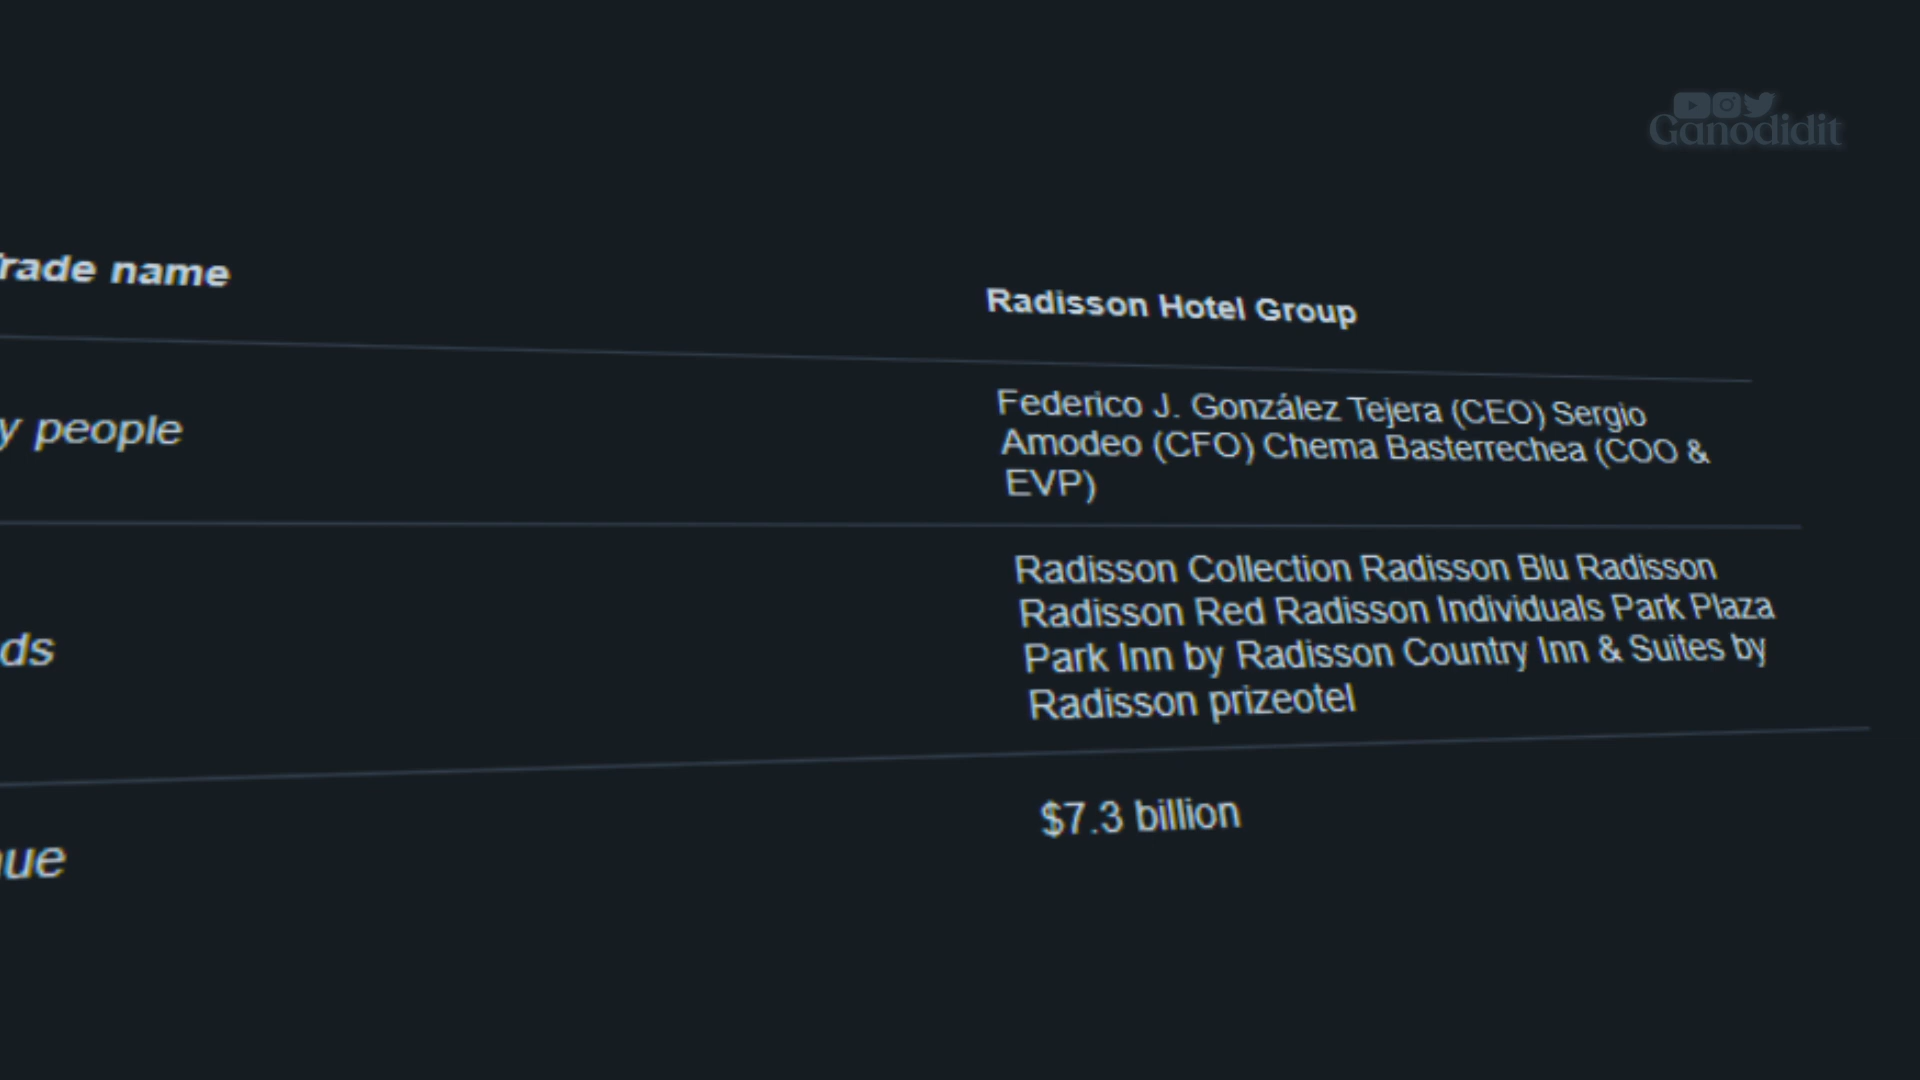 Ganodidit
Trade name
Radisson Hotel Group
y people
Federico J. González Tejera (CEO) Sergio
Amodeo (CFO) Chema Basterrechea (COO &
EVP)
ds
Radisson Collection Radisson Blu Radisson
Radisson Red Radisson Individuals Park Plaza
Park Inn by Radisson Country Inn & Suites by
Radisson prizeotel
nue
$7.3 billion